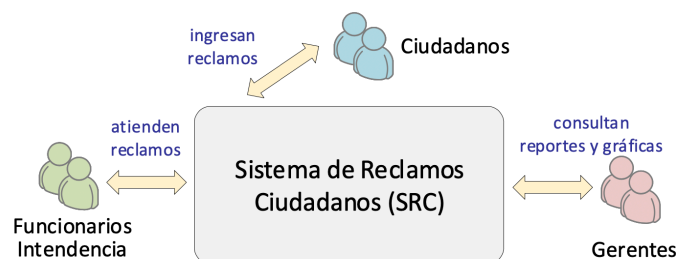 ingresan
reclamos
Ciudadanos
atienden
reclamos
consultan
reportes y gráficas
Sistema de Reclamos
Ciudadanos (SRC)
Funcionarios
Intendencia
Gerentes